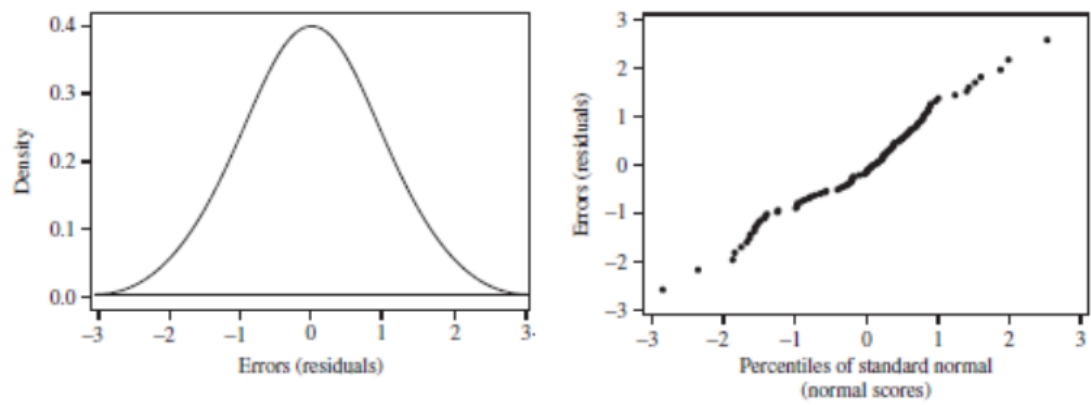 Density
0.4
0.3
0.2
0.1
0.0
–3 –2 –1 0 1 2 3.
Errors (residuals)
Errors (residuals)
3
2
1
0
–1
–2
–3
–3 –2 –1 0 1 2 3
Percentiles of standard normal
(normal scores)